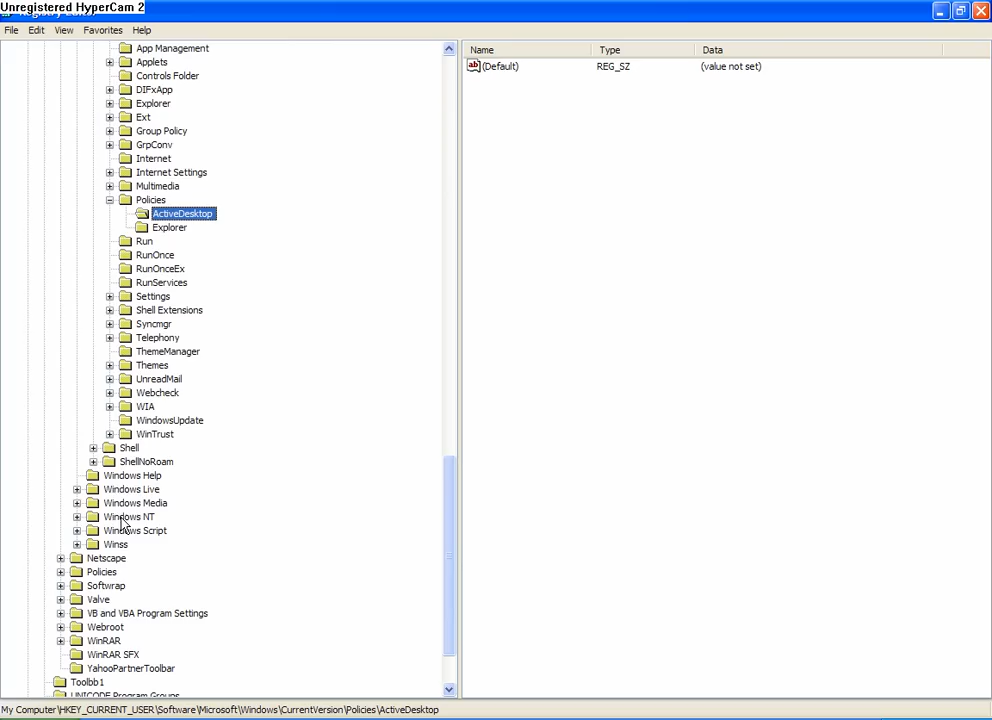 Unregistered HyperCam 2
File Edit View Favorites Help
App Management
Applets
Controls Folder
DIFxApp
Explorer
Ext
Group Policy
GrpConv
Internet
Internet Settings
Multimedia
Policies
ActiveDesktop
Explorer
Run
RunOnce
RunOnceEx
RunServices
Settings
Shell Extensions
Syncmgr
Telephony
ThemeManager
Themes
UnreadMail
Webcheck
WIA
WindowsUpdate
WinTrust
Shell
ShellNoRoam
Windows Help
Windows Live
Windows Media
Windows NT
Windows Script
Winss
Netscape
Policies
Softwrap
Valve
VB and VBA Program Settings
Webroot
WinRAR
WinRAR SFX
YahooPartnerToolbar
Toolbb1
UNICODE Program Groups
Name Type Data
ab (Default) REG_SZ (value not set)
My Computer\HKEY_CURRENT_USER\Software\Microsoft\Windows\CurrentVersion\Policies\ActiveDesktop